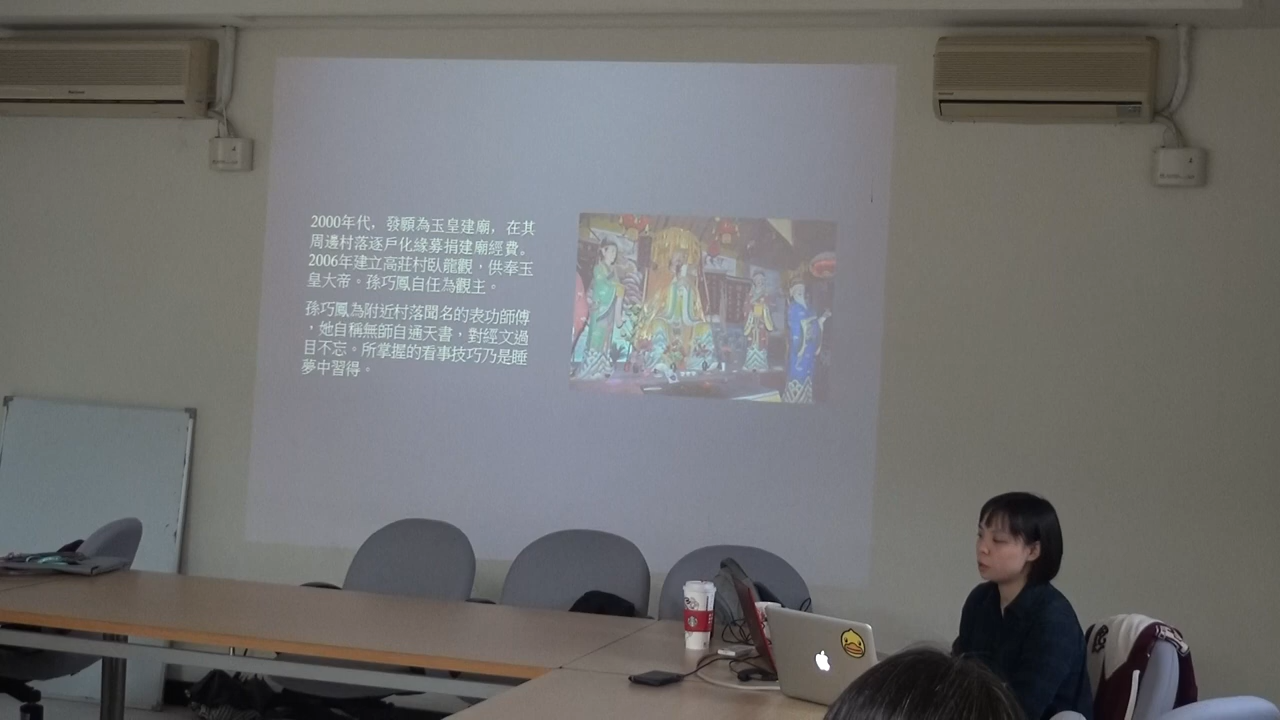 2000年代，發願為玉皇建廟，在其
周邊村落逐戶化緣募捐建廟經費。
2006年建立高莊村臥龍觀，供奉玉
皇大帝。孫巧鳳自任為觀主。
孫巧鳳為附近村落聞名的表功師傅
，她自稱無師自通天書，對經文過
目不忘。所掌握的看事技巧乃是睡
夢中習得。